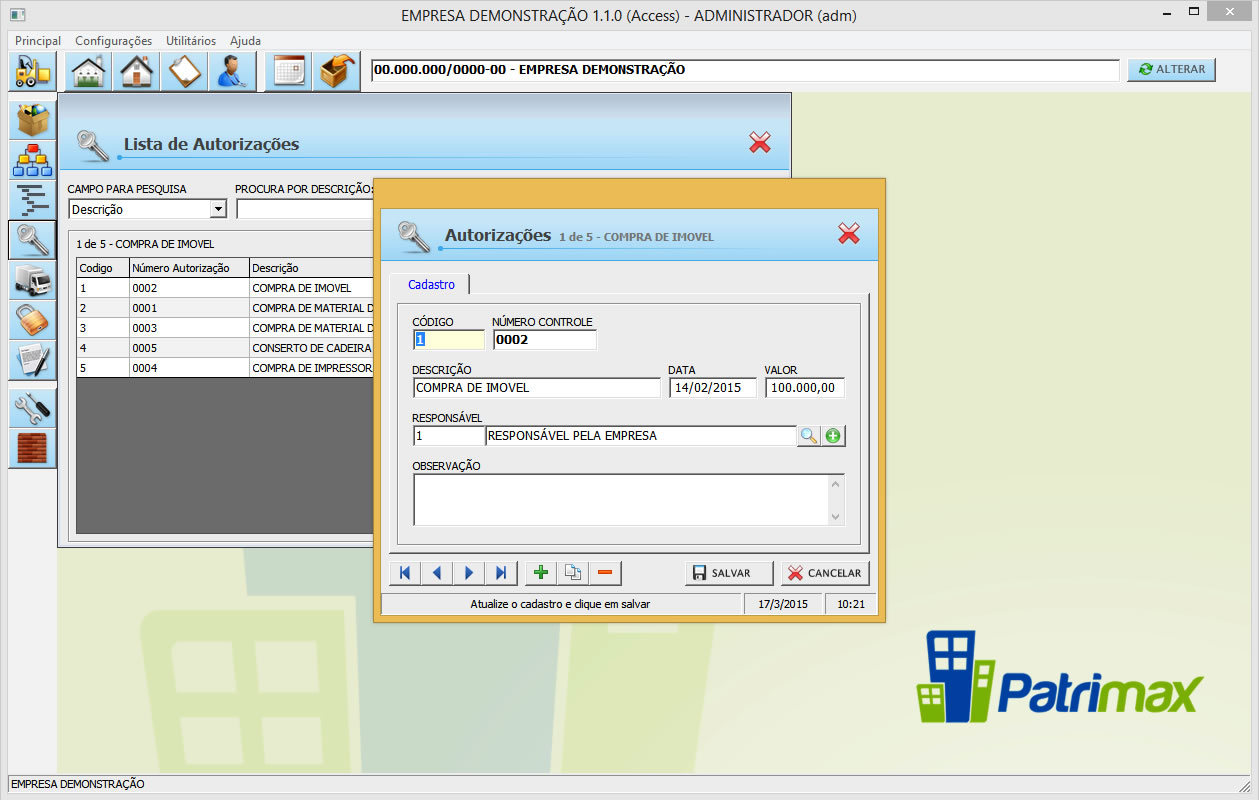 EMPRESA DEMONSTRAÇÃO 1.1.0 (Access) - ADMINISTRADOR (adm)
Principal Configurações Utilitários Ajuda
00.000.000/0000-00 - EMPRESA DEMONSTRAÇÃO
ALTERAR
Lista de Autorizações
CAMPO PARA PESQUISA PROCURA POR DESCRIÇÃO:
Descrição
1 de 5 - COMPRA DE IMOVEL
Codigo Número Autorização Descrição
1 0002 COMPRA DE IMOVEL
2 0001 COMPRA DE MATERIAL D
3 0003 COMPRA DE MATERIAL D
4 0005 CONSERTO DE CADEIRA
5 0004 COMPRA DE IMPRESSOR
Autorizações 1 de 5 - COMPRA DE IMOVEL
Cadastro
CÓDIGO NÚMERO CONTROLE
1 0002
DESCRIÇÃO DATA VALOR
COMPRA DE IMOVEL 14/02/2015 100.000,00
RESPONSÁVEL
1 RESPONSÁVEL PELA EMPRESA
OBSERVAÇÃO
SALVAR CANCELAR
Atualize o cadastro e clique em salvar 17/3/2015 10:21
Patrimax
EMPRESA DEMONSTRAÇÃO